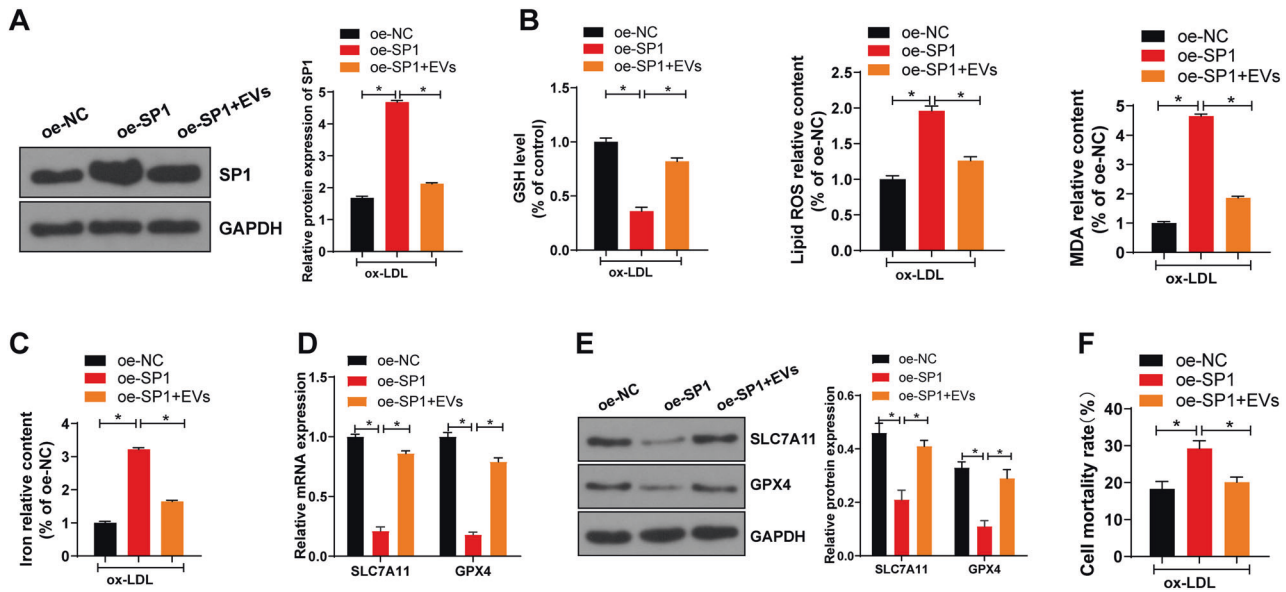 A
oe-NC
oe-SP1
oe-SP1+EVs
SP1
GAPDH
Relative protein expression of SP1
oe-NC
oe-SP1
oe-SP1+EVs
* *
5
4
3
2
1
0
ox-LDL
B
GSH level
(% of control)
oe-NC
oe-SP1
oe-SP1+EVs
* *
1.5
1.0
0.5
0.0
ox-LDL
Lipid ROS relative content
(% of oe-NC)
oe-NC
oe-SP1
oe-SP1+EVs
* *
2.5
2.0
1.5
1.0
0.5
0.0
ox-LDL
MDA relative content
(% of oe-NC)
oe-NC
oe-SP1
oe-SP1+EVs
* *
5
4
3
2
1
0
ox-LDL
C
Iron relative content
(% of oe-NC)
oe-NC
oe-SP1
oe-SP1+EVs
* *
4
3
2
1
0
ox-LDL
D
Relative mRNA expression
oe-NC
oe-SP1
oe-SP1+EVs
* * * *
1.5
1.0
0.5
0.0
SLC7A11 GPX4
E
oe-NC
oe-SP1
oe-SP1+EVs
SLC7A11
GPX4
GAPDH
Relative protrein expression
oe-NC
oe-SP1
oe-SP1+EVs
* * * *
0.6
0.4
0.2
0.0
SLC7A11 GPX4
F
Cell mortality rate(%)
oe-NC
oe-SP1
oe-SP1+EVs
* *
40
30
20
10
0
ox-LDL